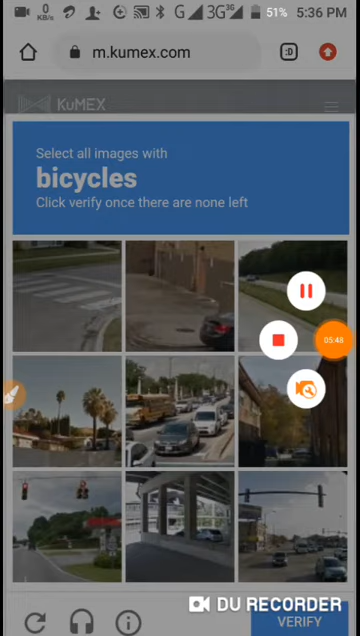 0
KB/s
G
3G
3G
51%
5:36 PM
m.kumex.com
:D
KuMEX
Select all images with
bicycles
Click verify once there are none left
05:48
DU RECORDER
VERIFY